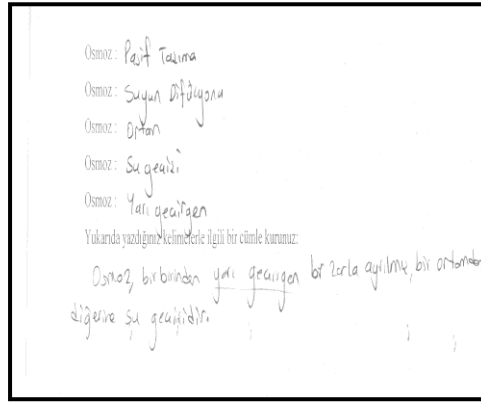 Osmoz : Pasif Taşıma
Osmoz : Suyun Difüzyonu
Osmoz : Ortam
Osmoz : Su geçişi
Osmoz : Yarı geçirgen
Yukarıda yazdığınız kelimelerle ilgili bir cümle kurunuz:
Osmoz, birbirinden yarı geçirgen bir zarla ayrılmış, bir ortamdan
diğerine su geçişidir.